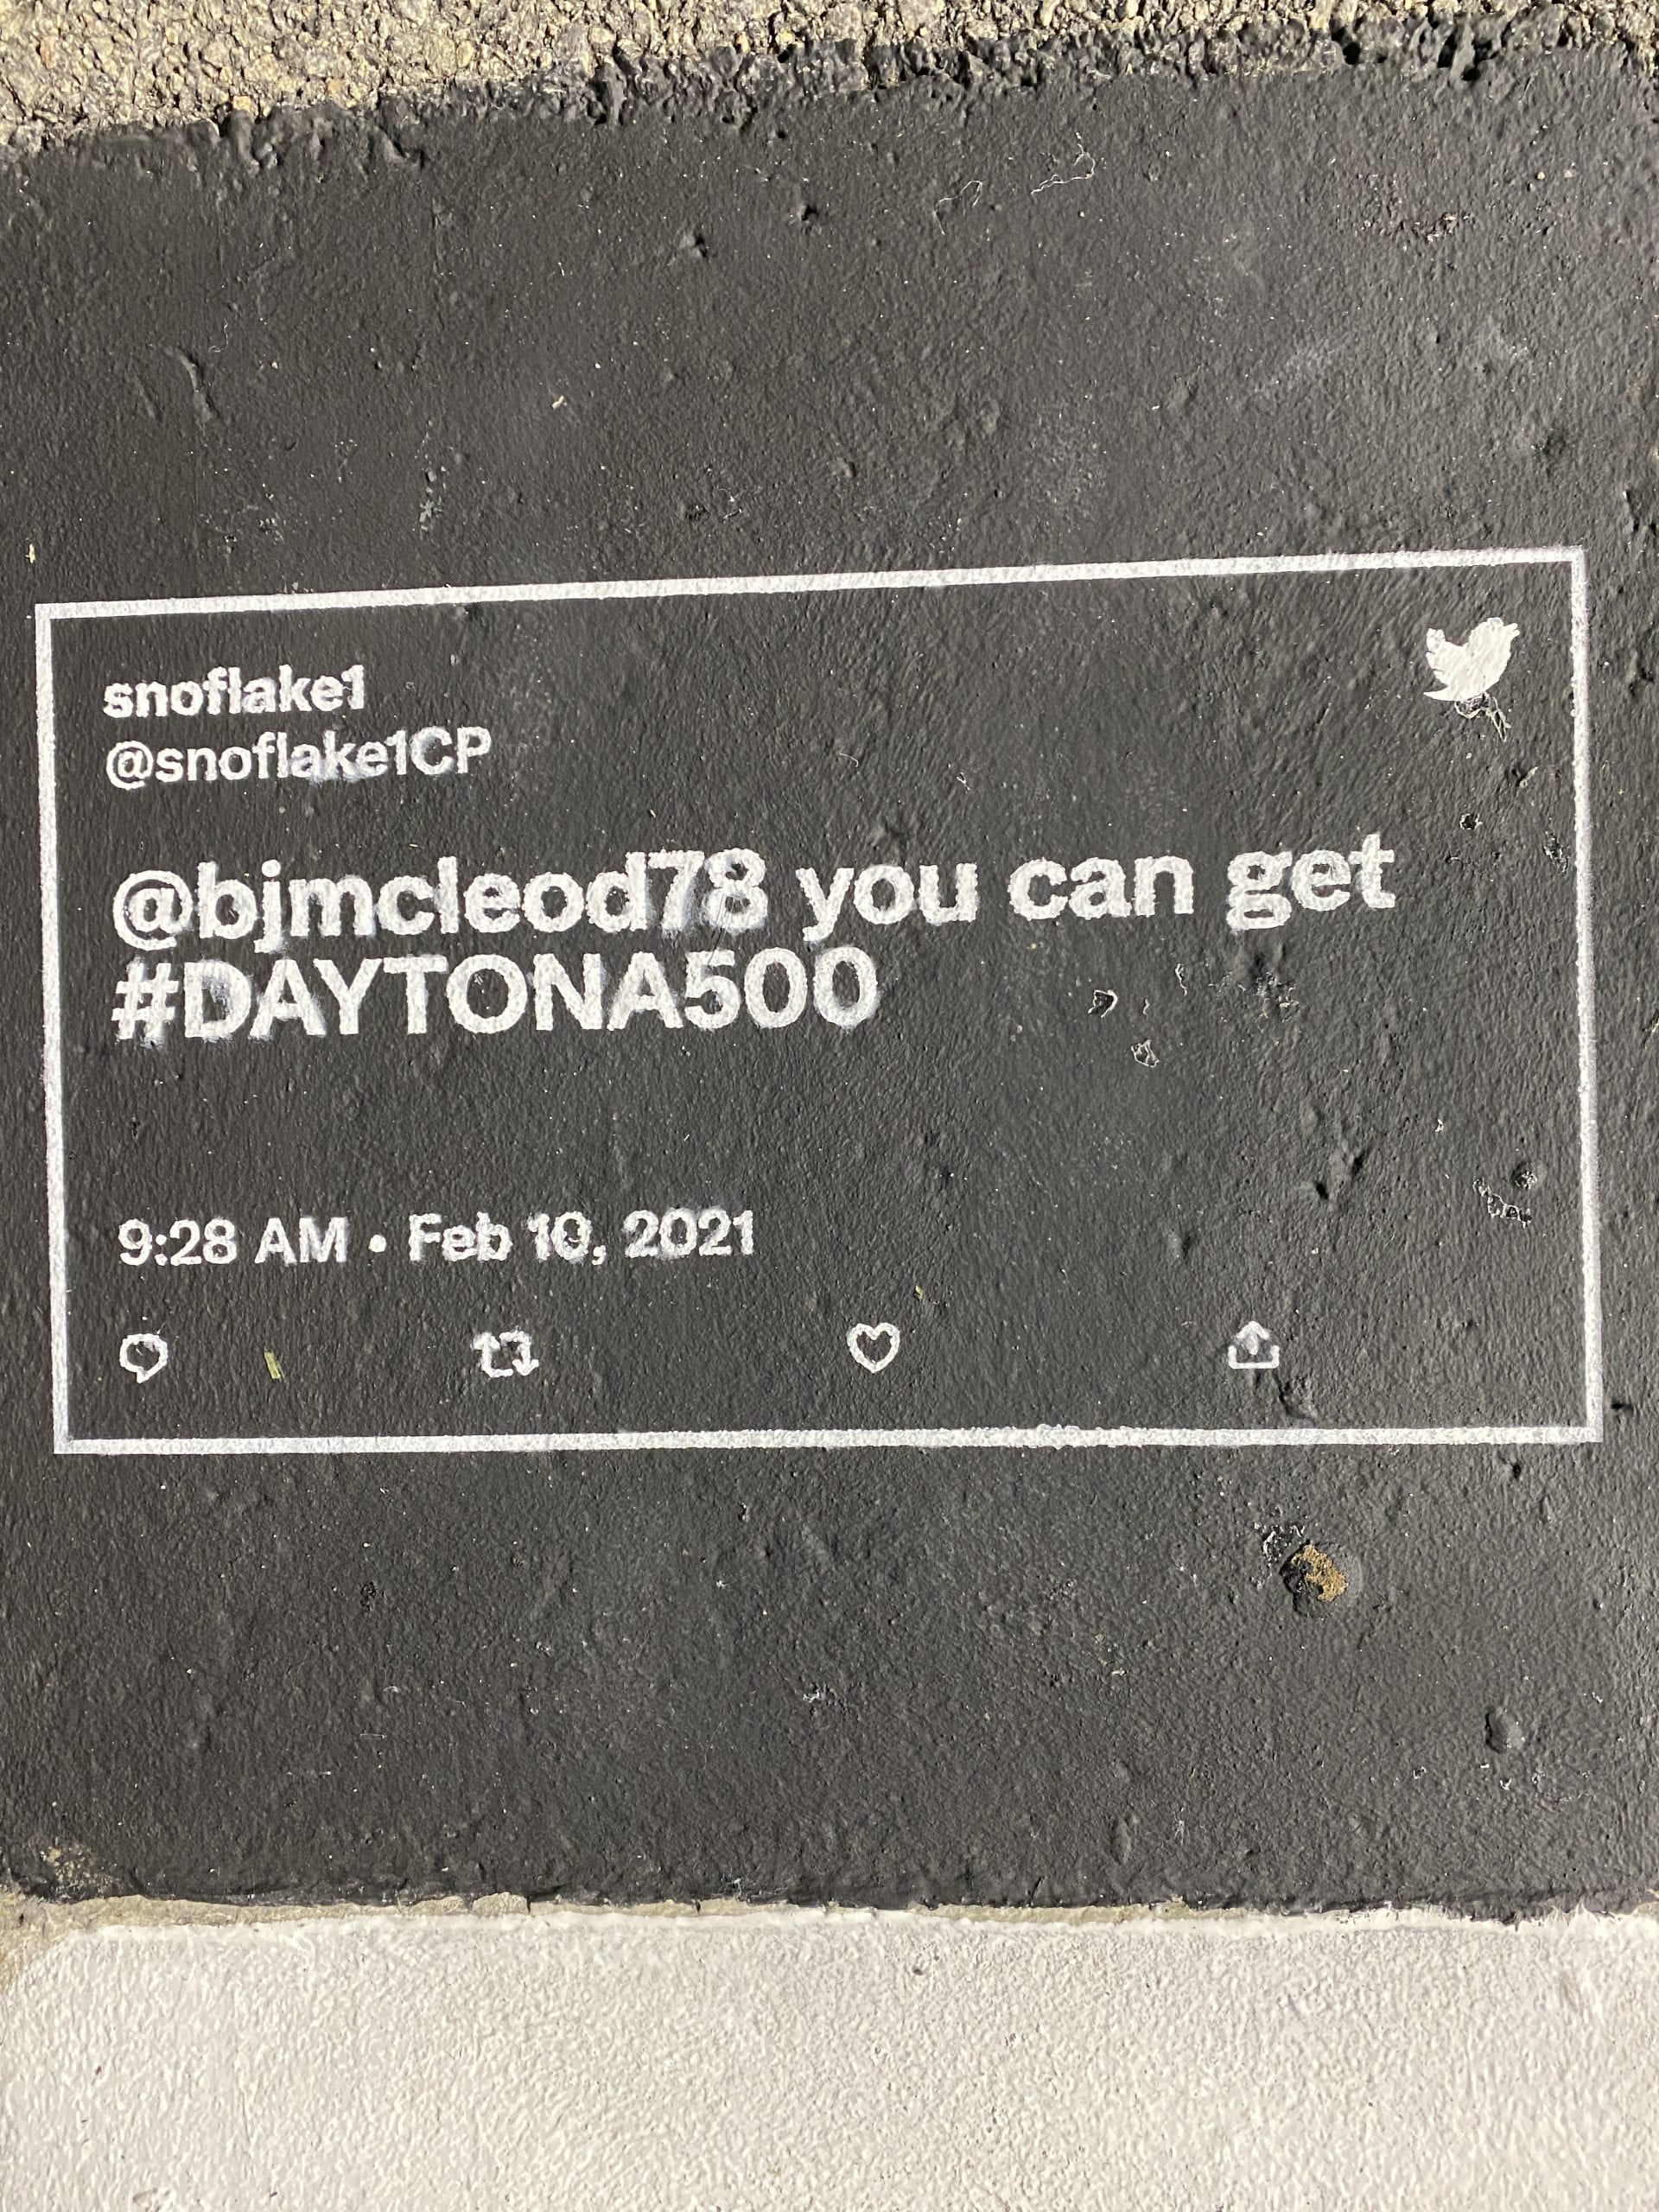 snoflake1
@snoflake1CP
@bjmcleod78 you can get
#DAYTONA500
9:28 AM • Feb 10, 2021